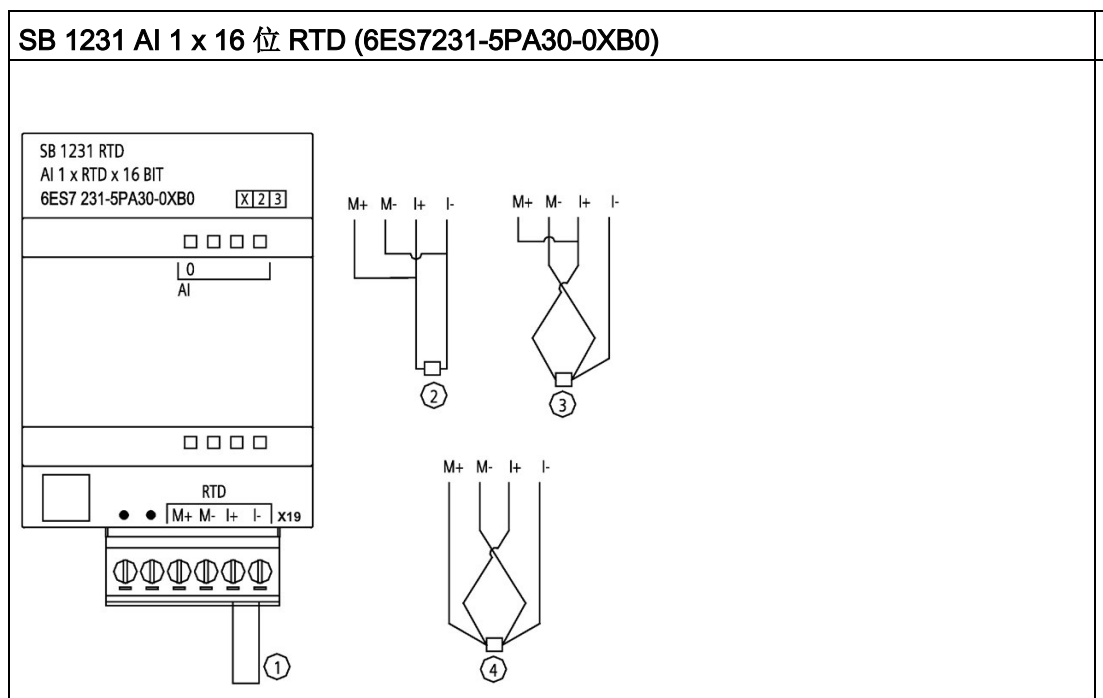 SB 1231 AI 1 x 16 位 RTD (6ES7231-5PA30-0XB0)
SB 1231 RTD
AI 1 x RTD x 16 BIT
6ES7 231-5PA30-0XB0 X 2 3
0
AI
RTD
M+ M- I+ I- X19
①
M+ M- I+ I-
②
M+ M- I+ I-
③
M+ M- I+ I-
④